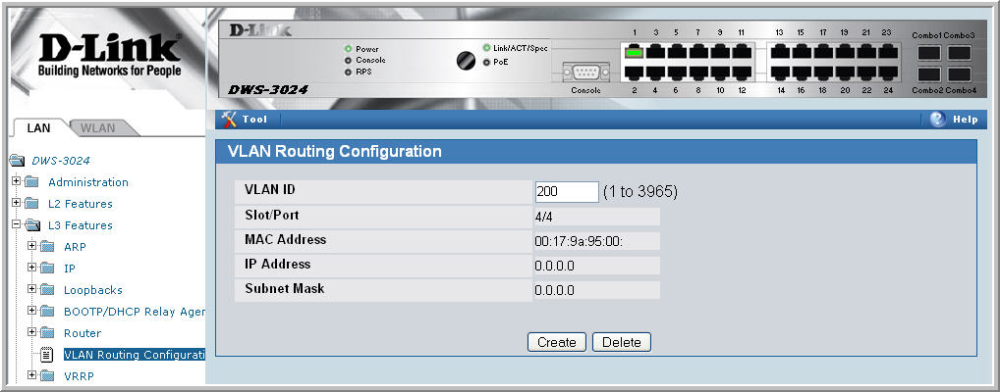 D-Link
Building Networks for People
D-Link
Power
Console
RPS
Link/ACT/Spec
PoE
Console
1 3 5 7 9 11 13 15 17 19 21 23
2 4 6 8 10 12 14 16 18 20 22 24
Combo1 Combo3
Combo2 Combo4
DWS-3024
LAN
WLAN
Tool
Help
DWS-3024
Administration
L2 Features
L3 Features
ARP
IP
Loopbacks
BOOTP/DHCP Relay Ager
Router
VLAN Routing Configurati
VRRP
VLAN Routing Configuration
VLAN ID 200 (1 to 3965)
Slot/Port 4/4
MAC Address 00:17:9a:95:00:
IP Address 0.0.0.0
Subnet Mask 0.0.0.0
Create Delete